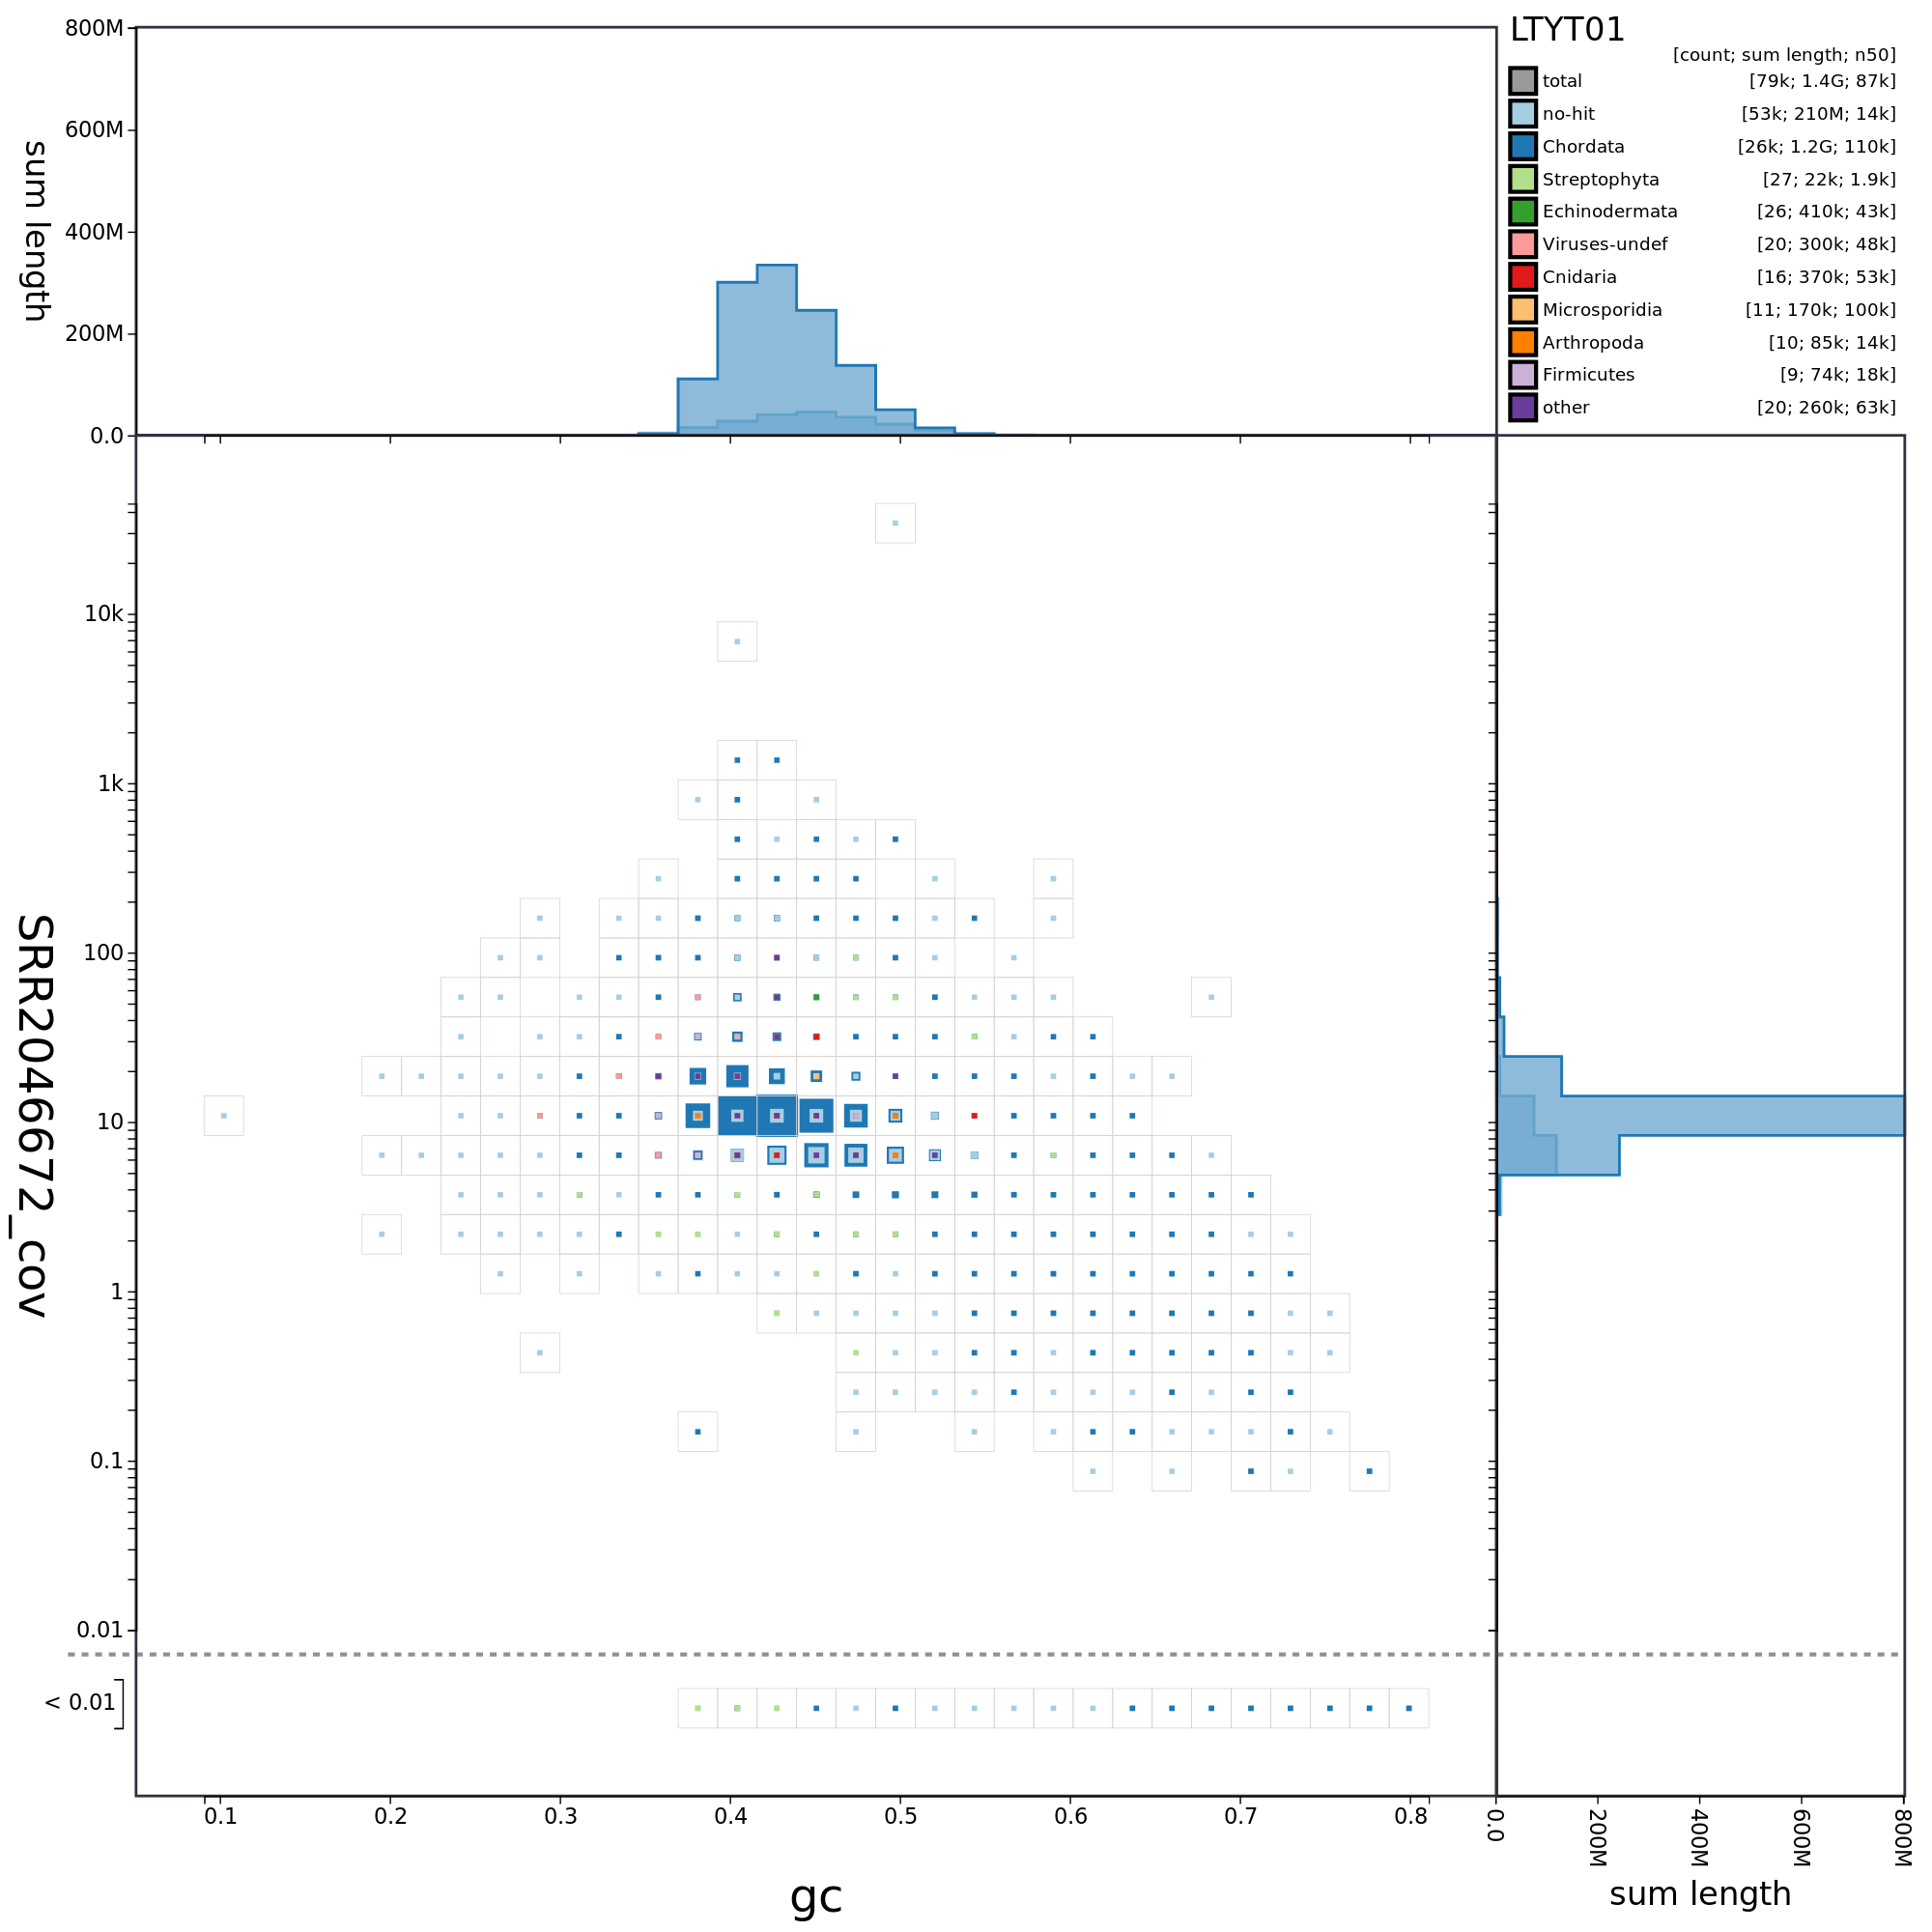 LTYT01
[count; sum length; n50]
total [79k; 1.4G; 87k]
no-hit [53k; 210M; 14k]
Chordata [26k; 1.2G; 110k]
Streptophyta [27; 22k; 1.9k]
Echinodermata [26; 410k; 43k]
Viruses-undef [20; 300k; 48k]
Cnidaria [16; 370k; 53k]
Microsporidia [11; 170k; 100k]
Arthropoda [10; 85k; 14k]
Firmicutes [9; 74k; 18k]
other [20; 260k; 63k]
sum length
800M
600M
400M
200M
0.0
SRR2046672_cov
10k
1k
100
10
1
0.1
0.01
< 0.01
0.1 0.2 0.3 0.4 0.5 0.6 0.7 0.8
gc
0.0 200M 400M 600M 800M
sum length